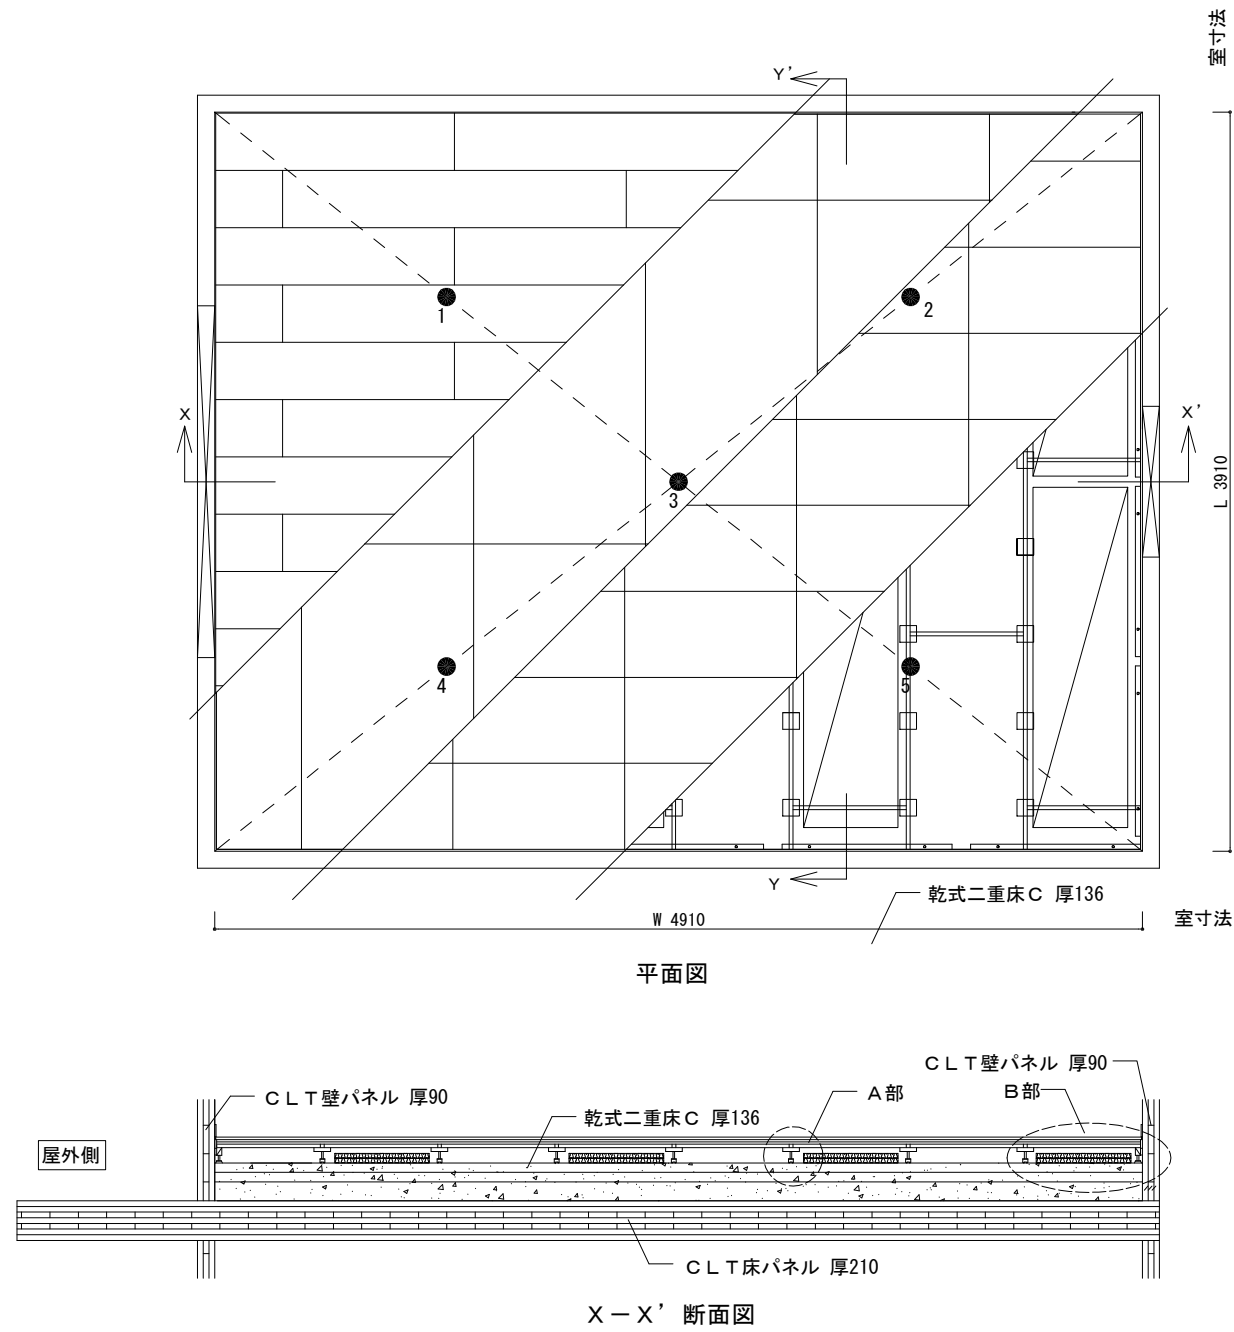 室寸法
Y'
1
2
X
X'
3
L 3910
4
5
Y
乾式二重床C 厚136
W 4910
室寸法
平面図
CLT壁パネル 厚90
CLT壁パネル 厚90
A部
B部
乾式二重床C 厚136
屋外側
CLT床パネル 厚210
X－X’断面図